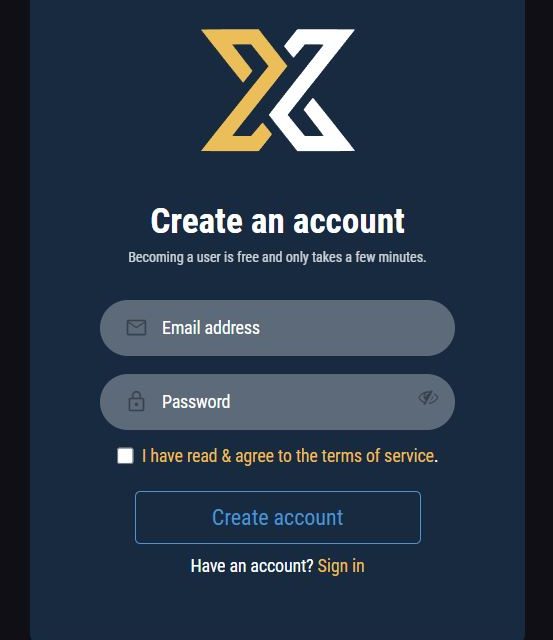 Create an account
Becoming a user is free and only takes a few minutes.
Email address
Password
I have read & agree to the terms of service.
Create account
Have an account? Sign in